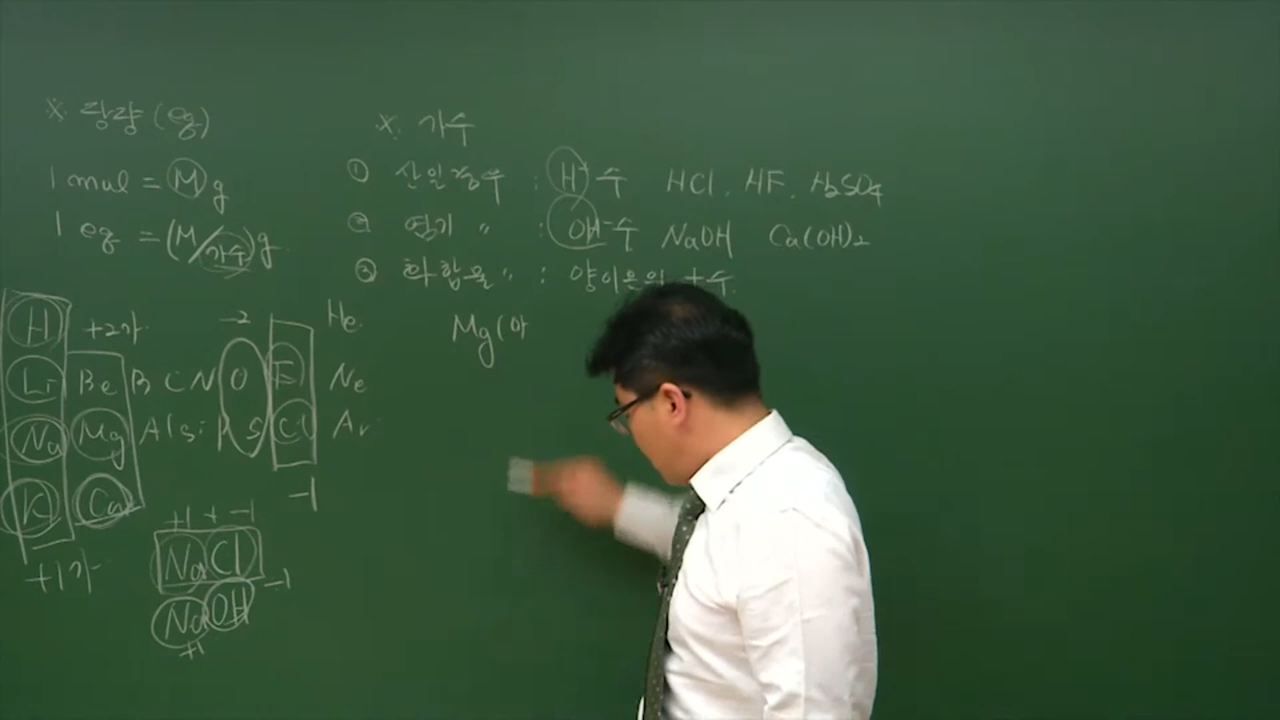 ※ 당량 (eq)
1 mol = M g
1 eq = (M/가수) g
※ 가수
① 산일경우 : H⁺수 HCl, HF, H₂SO₄
② 염기 〃 : OH⁻수 NaOH Ca(OH)₂
③ 화합물 〃 : 양이온의 +수
Mg(
H +2가 -2 He
Li Be B C N O F Ne
Na Mg Al Si P S Cl Ar
K Ca -1
+1가
+1 + -1
NaCl
NaOH -1
+1